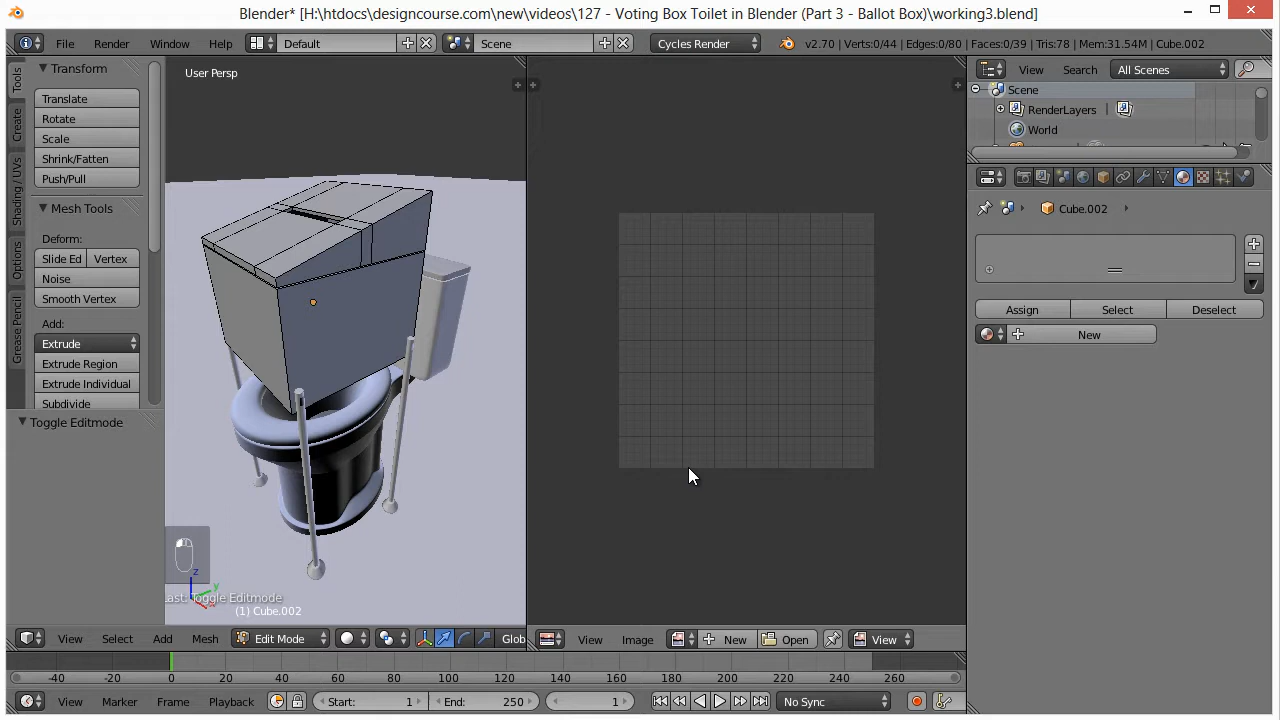 Blender* [H:\htdocs\designcourse.com\new\videos\127 - Voting Box Toilet in Blender (Part 3 - Ballot Box)\working3.blend]
File Render Window Help Default Scene Cycles Render v2.70 | Verts:0/44 | Edges:0/80 | Faces:0/39 | Tris:78 | Mem:31.54M | Cube.002
Tools
Create
Shading / UVs
Options
Grease Pencil
Transform
Translate
Rotate
Scale
Shrink/Fatten
Push/Pull
Mesh Tools
Deform:
Slide Ed Vertex
Noise
Smooth Vertex
Add:
Extrude
Extrude Region
Extrude Individual
Subdivide
Toggle Editmode
User Persp
z
y
x
ast: Toggle Editmode
(1) Cube.002
View Select Add Mesh Edit Mode Glob
View Image New Open View
View Search All Scenes
Scene
RenderLayers |
World
Cube.002
Assign Select Deselect
New
-40 -20 0 20 40 60 80 100 120 140 160 180 200 220 240 260
View Marker Frame Playback Start: 1 End: 250 1 No Sync